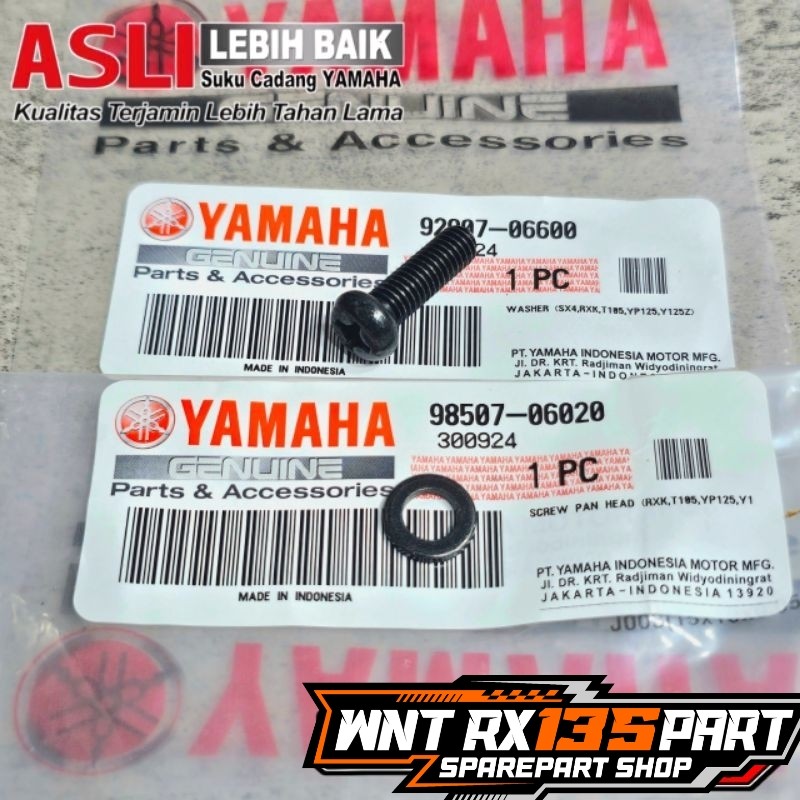 ASLI LEBIH BAIK
Suku Cadang YAMAHA
Kualitas Terjamin Lebih Tahan Lama
YAMAHA
GENUINE
Parts & Accessories
YAMAHA
GENUINE
Parts & Accessories
MADE IN INDONESIA
06600
1 PC
WASHER (SX4,RXK,T105,YP125,Y125Z)
PT. YAMAHA INDONESIA MOTOR MFG.
Jl. DR. KRT. Radjiman Widyodiningrat
YAMAHA
GENUINE
Parts & Accessories
MADE IN INDONESIA
98507-06020
300924
1 PC
SCREW PAN HEAD (RXK,T105,YP125,Y1
PT. YAMAHA INDONESIA MOTOR MFG.
Jl. DR. KRT. Radjiman Widyodiningrat
JAKARTA-INDONESIA 13920
YAMAHA
WNT RX135PART
SPAREPART SHOP